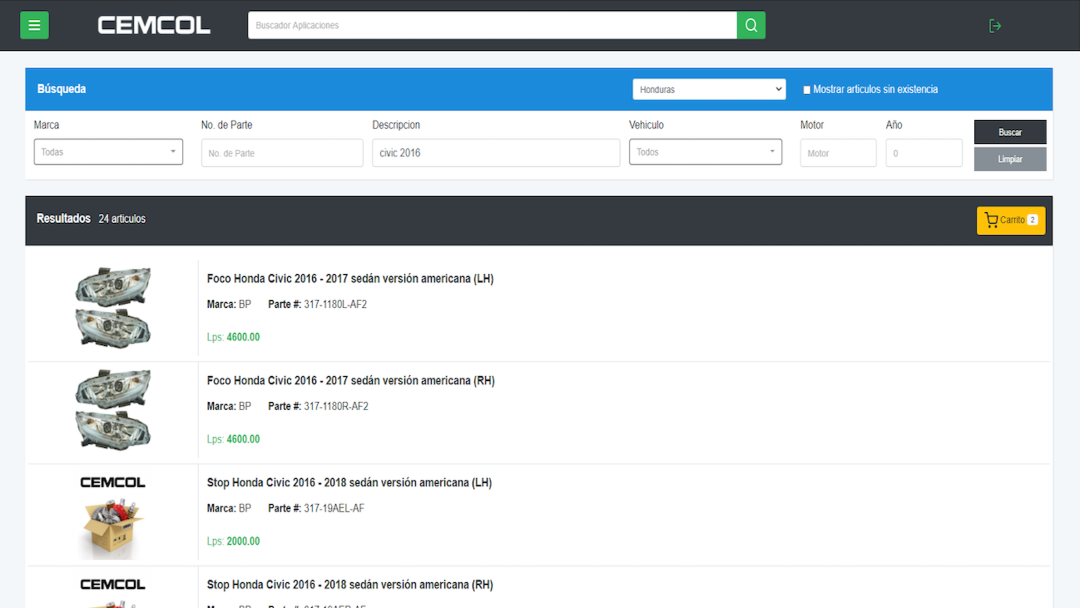 CEMCOL
Buscador Aplicaciones
Búsqueda
Honduras
Mostrar articulos sin existencia
Marca
No. de Parte
Descripcion
Vehiculo
Motor
Año
Todas
No. de Parte
civic 2016
Todos
Motor
0
Buscar
Limpiar
Resultados 24 articulos
Carrito 2
Foco Honda Civic 2016 - 2017 sedán versión americana (LH)
Marca: BP Parte #: 317-1180L-AF2
Lps: 4600.00
Foco Honda Civic 2016 - 2017 sedán versión americana (RH)
Marca: BP Parte #: 317-1180R-AF2
Lps: 4600.00
CEMCOL
Stop Honda Civic 2016 - 2018 sedán versión americana (LH)
Marca: BP Parte #: 317-19AEL-AF
Lps: 2000.00
CEMCOL
Stop Honda Civic 2016 - 2018 sedán versión americana (RH)